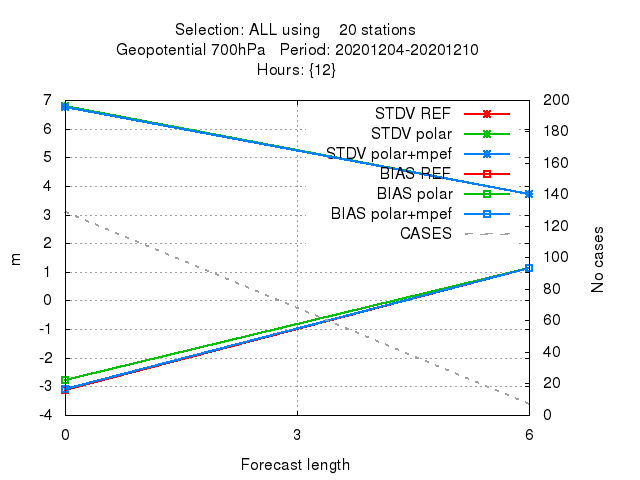 Selection: ALL using    20 stations
Geopotential 700hPa   Period: 20201204-20201210
Hours: {12}
7
6
5
4
3
2
1
0
-1
-2
-3
-4
m
200
180
160
140
120
100
80
60
40
20
0
No cases
STDV REF
STDV polar
STDV polar+mpef
BIAS REF
BIAS polar
BIAS polar+mpef
CASES
0
3
6
Forecast length